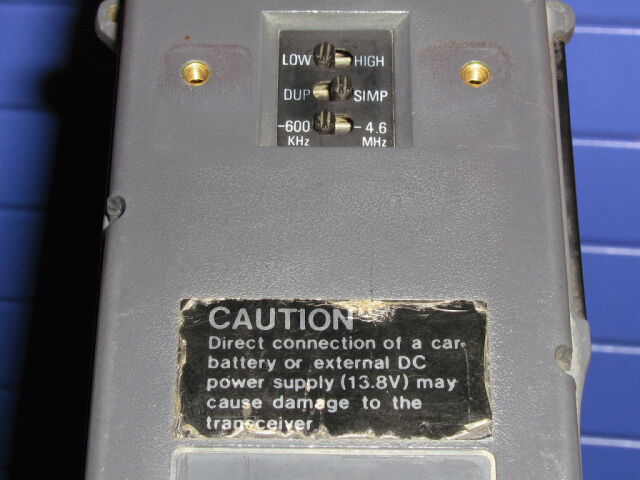 LOW HIGH
DUP SIMP
-600 KHz -4.6 MHz
CAUTION
Direct connection of a car
battery or external DC
power supply (13.8V) may
cause damage to the
transceiver